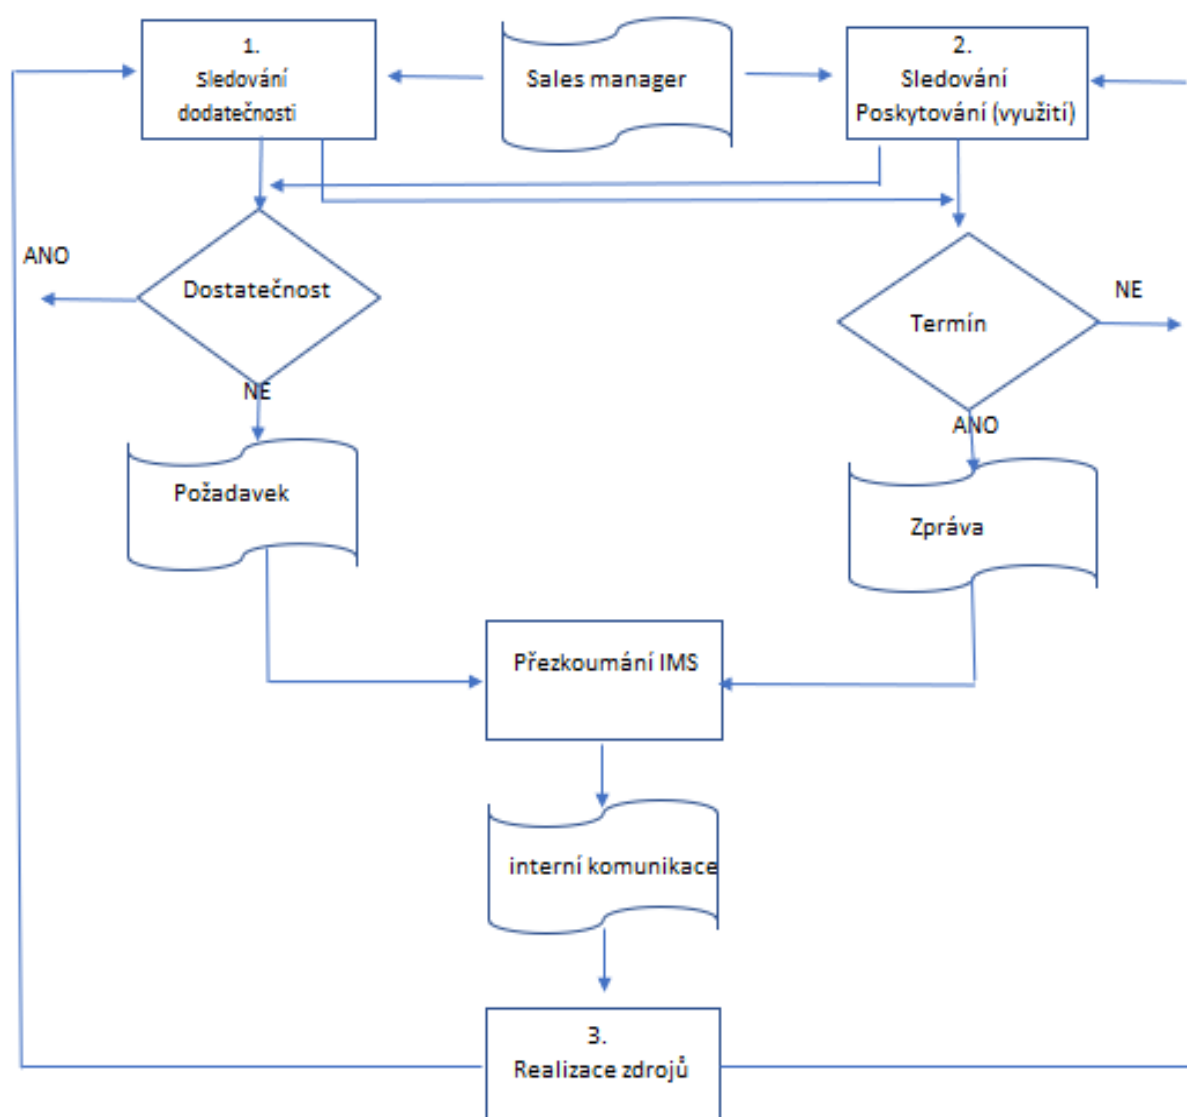 1.
Sledování
dodatečnosti
Sales manager
2.
Sledování
Poskytování (využití)
ANO
Dostatečnost
NE
Termín
NE
ANO
Požadavek
Zpráva
Přezkoumání IMS
interní komunikace
3.
Realizace zdrojů